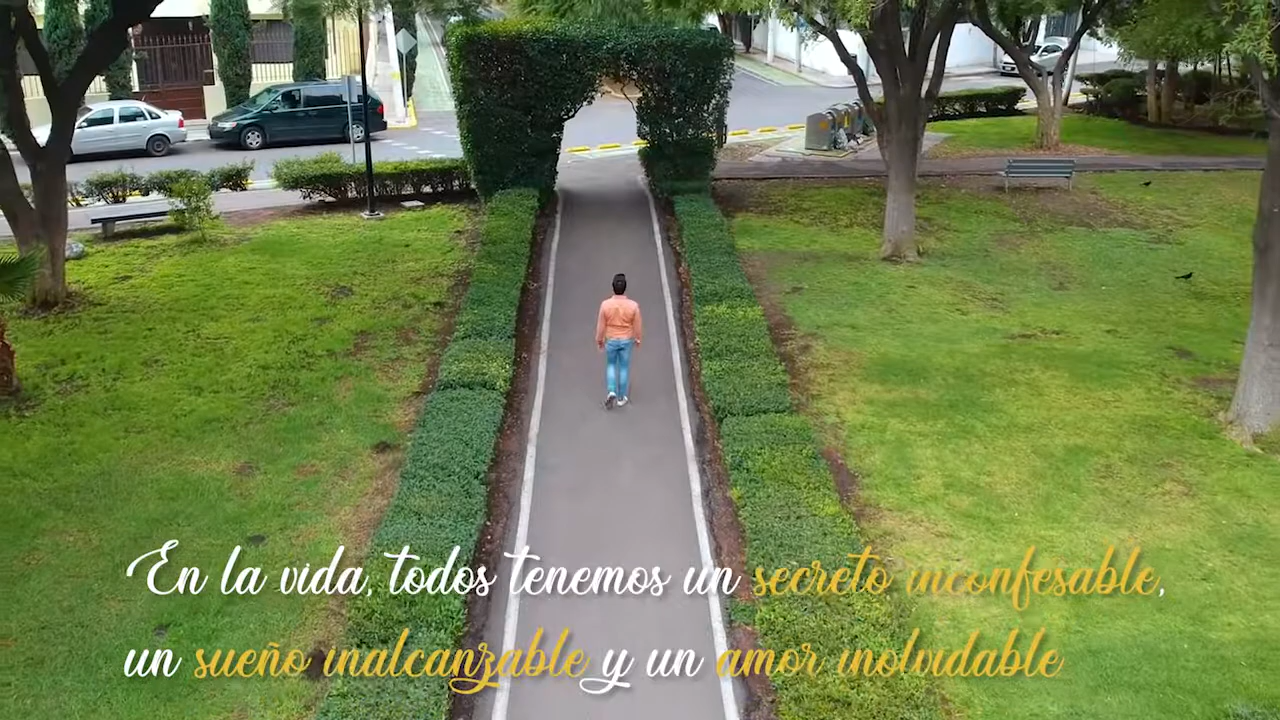 En la vida, todos tenemos un secreto inconfesable,
un sueño inalcanzable y un amor inolvidable